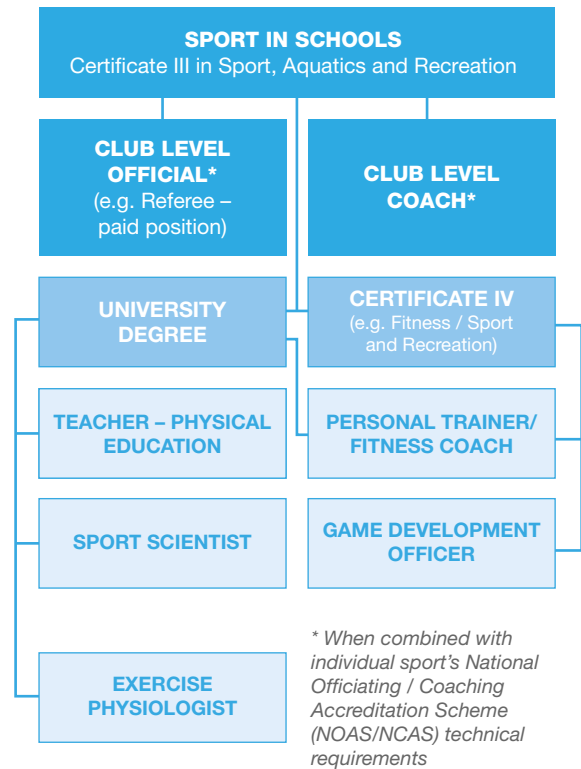 SPORT IN SCHOOLS
Certificate III in Sport, Aquatics and Recreation
CLUB LEVEL
OFFICIAL*
(e.g. Referee –
paid position)
CLUB LEVEL
COACH*
UNIVERSITY
DEGREE
CERTIFICATE IV
(e.g. Fitness / Sport
and Recreation)
TEACHER – PHYSICAL
EDUCATION
PERSONAL TRAINER/
FITNESS COACH
SPORT SCIENTIST
GAME DEVELOPMENT
OFFICER
EXERCISE
PHYSIOLOGIST
* When combined with
individual sport's National
Officiating / Coaching
Accreditation Scheme
(NOAS/NCAS) technical
requirements